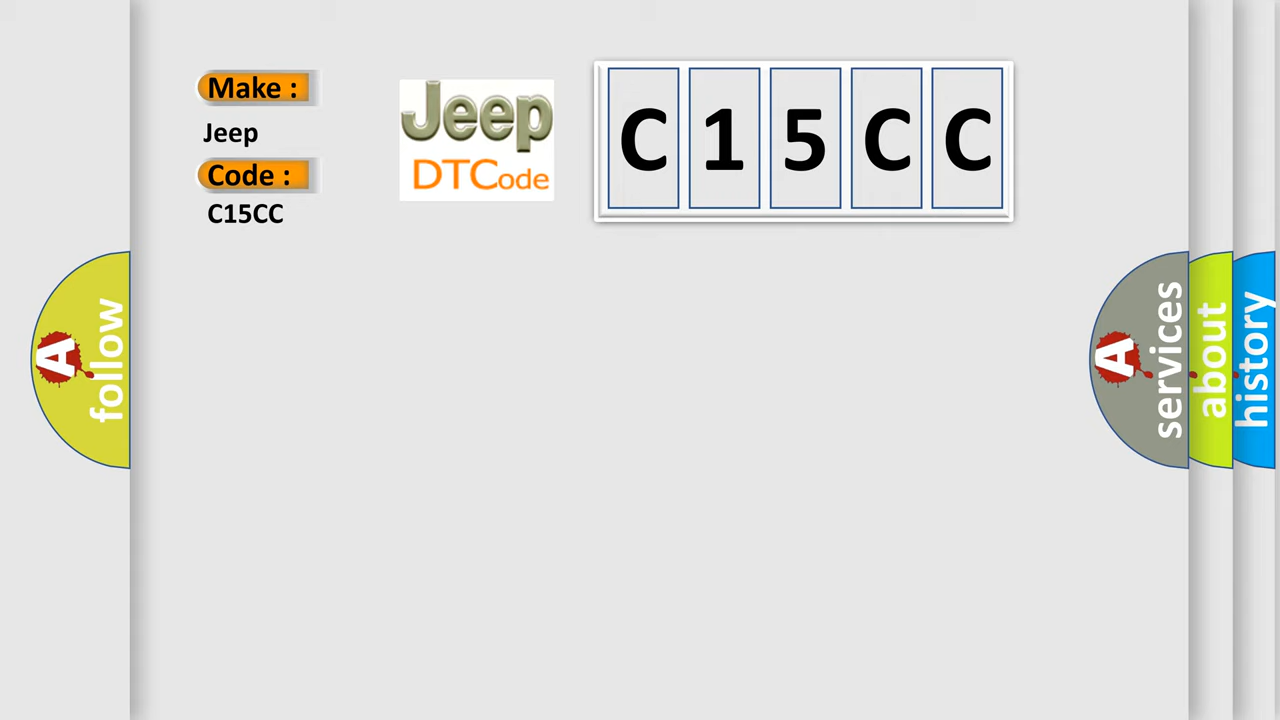 Make :
Jeep
Code :
C15CC
Jeep
DTCode
C 1 5 C C
A follow
A services
about
history